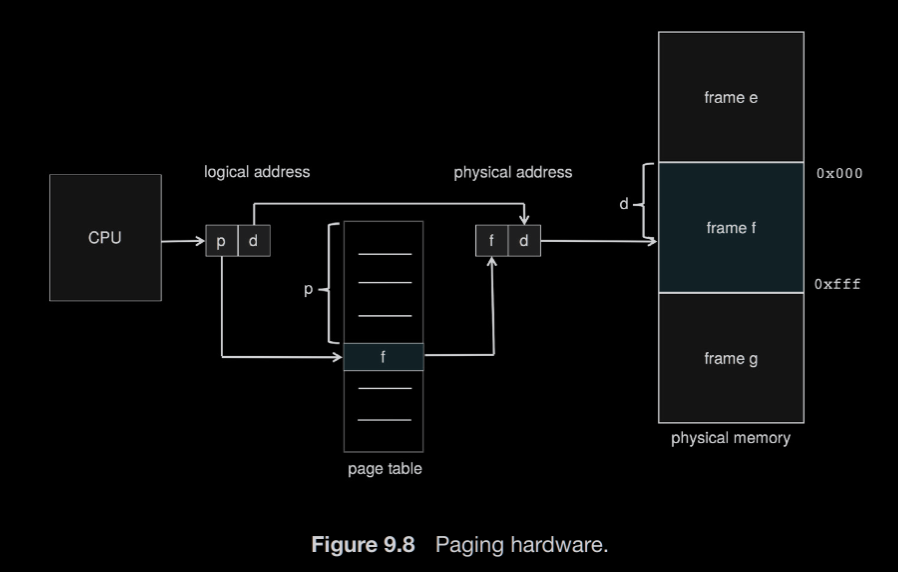 frame e
logical address
physical address
0x000
d
CPU
p d
f d
frame f
p
0xfff
f
frame g
physical memory
page table
Figure 9.8 Paging hardware.